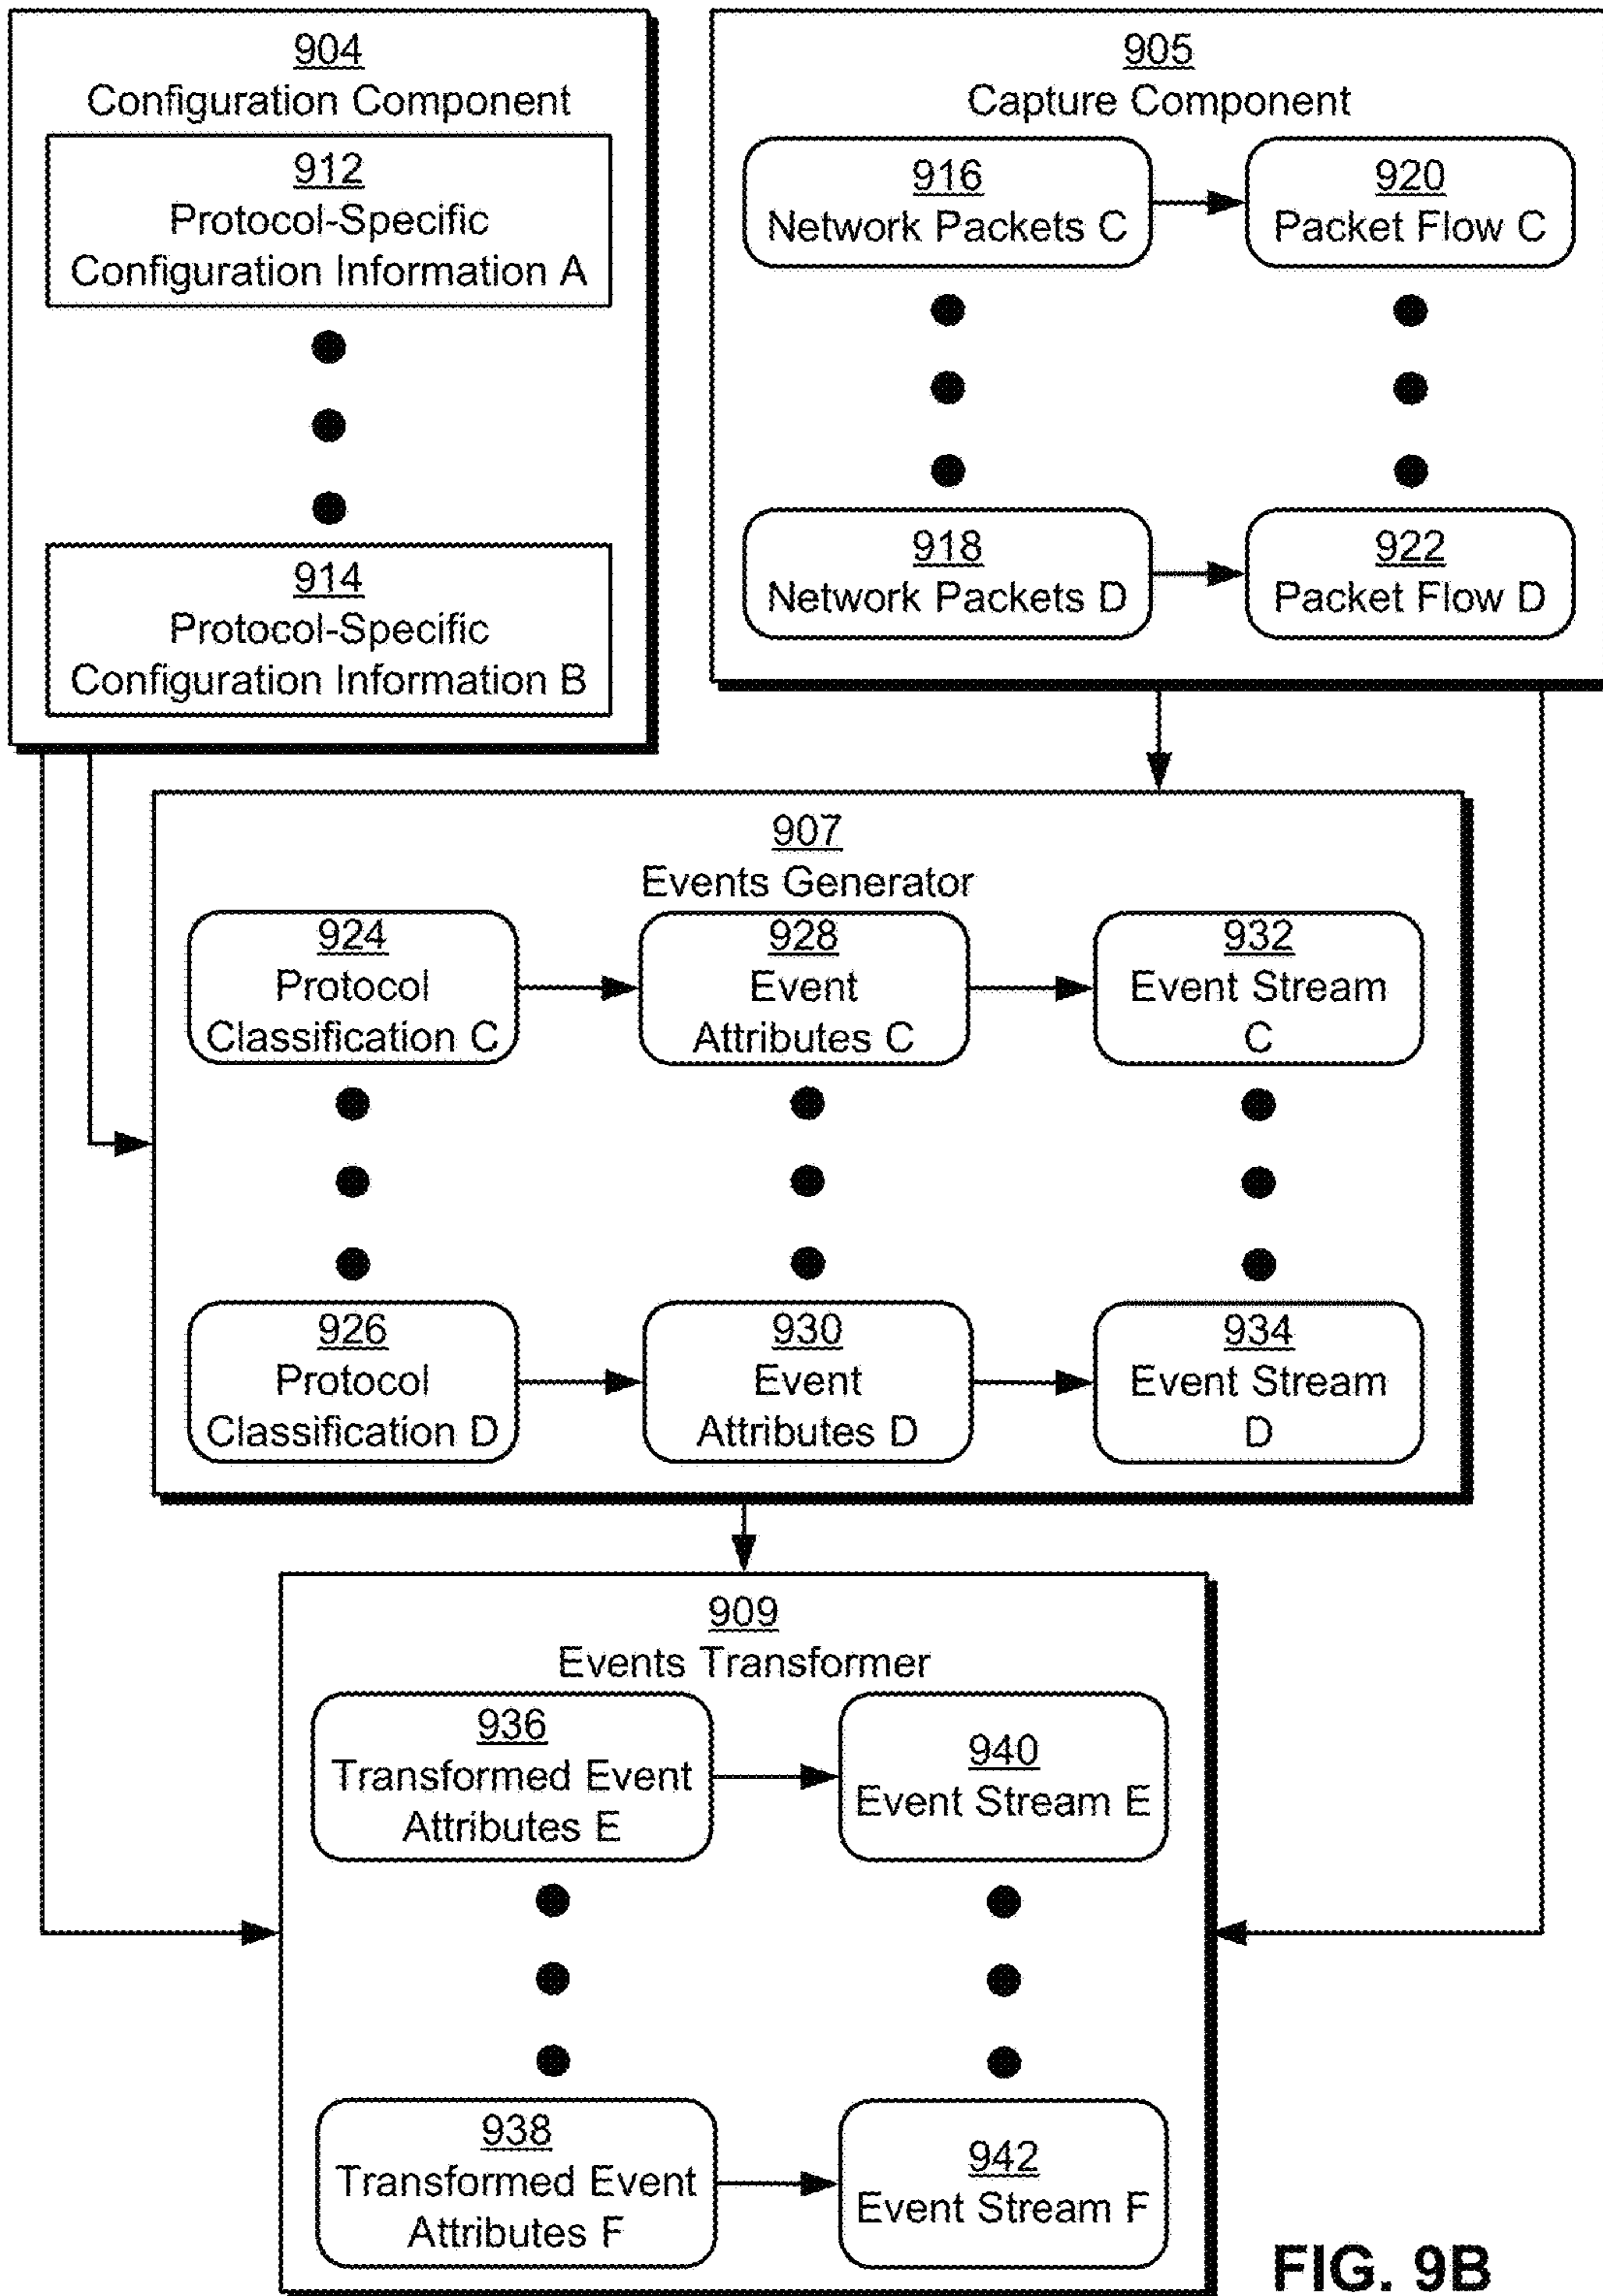 904
Configuration Component
912
Protocol-Specific
Configuration Information A
914
Protocol-Specific
Configuration Information B
905
Capture Component
916
Network Packets C
920
Packet Flow C
918
Network Packets D
922
Packet Flow D
907
Events Generator
924
Protocol
Classification C
928
Event
Attributes C
932
Event Stream
C
926
Protocol
Classification D
930
Event
Attributes D
934
Event Stream
D
909
Events Transformer
936
Transformed Event
Attributes E
940
Event Stream E
938
Transformed Event
Attributes F
942
Event Stream F
FIG. 9B